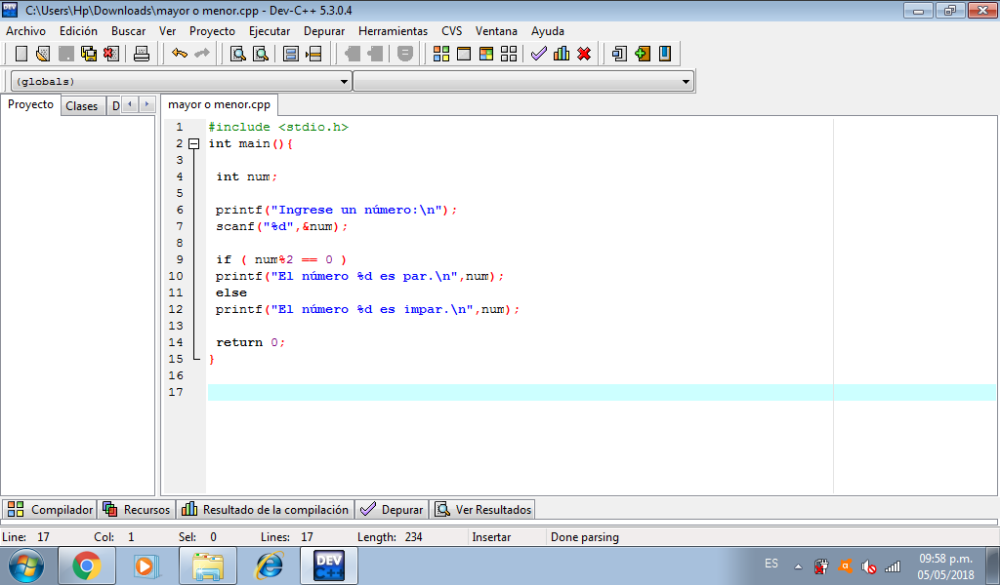 C:\Users\Hp\Downloads\mayor o menor.cpp - Dev-C++ 5.3.0.4
Archivo Edición Buscar Ver Proyecto Ejecutar Depurar Herramientas CVS Ventana Ayuda
(globals)
Proyecto Clases D
mayor o menor.cpp
1 #include <stdio.h>
2 int main(){
3
4 int num;
5
6 printf("Ingrese un número:\n");
7 scanf("%d",&num);
8
9 if ( num%2 == 0 )
10 printf("El número %d es par.\n",num);
11 else
12 printf("El número %d es impar.\n",num);
13
14 return 0;
15 }
16
17
Compilador Recursos Resultado de la compilación Depurar Ver Resultados
Line: 17 Col: 1 Sel: 0 Lines: 17 Length: 234 Insertar Done parsing
DEV C++
ES
09:58 p.m.
05/05/2018